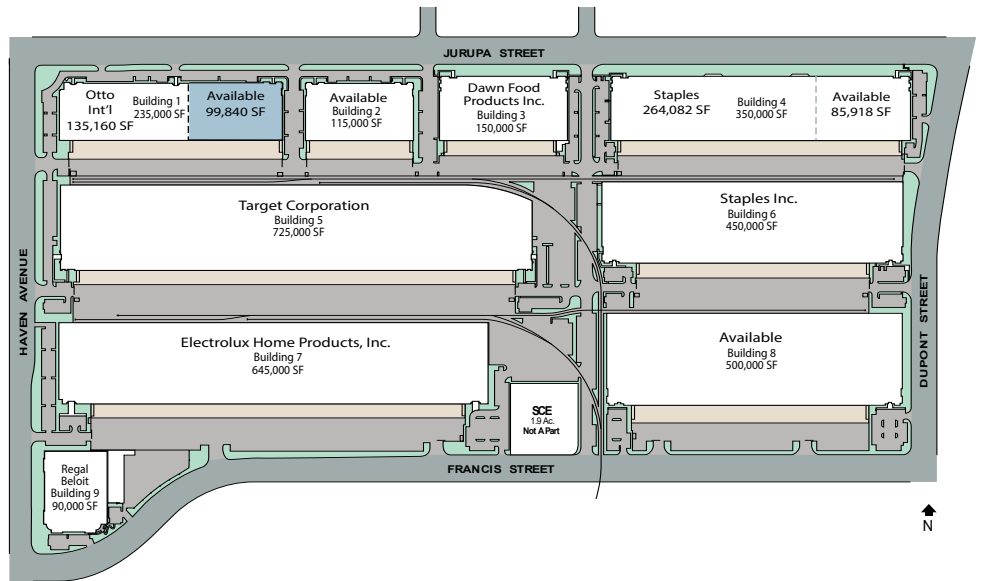 JURUPA STREET
Otto
Int'l
135,160 SF
Building 1
235,000 SF
Available
99,840 SF
Available
Building 2
115,000 SF
Dawn Food
Products Inc.
Building 3
150,000 SF
Staples
264,082 SF
Building 4
350,000 SF
Available
85,918 SF
Target Corporation
Building 5
725,000 SF
Staples Inc.
Building 6
450,000 SF
HAVEN AVENUE
DUPONT STREET
Electrolux Home Products, Inc.
Building 7
645,000 SF
Available
Building 8
500,000 SF
SCE
1.9 Ac.
Not A Part
FRANCIS STREET
Regal
Beloit
Building 9
90,000 SF
N